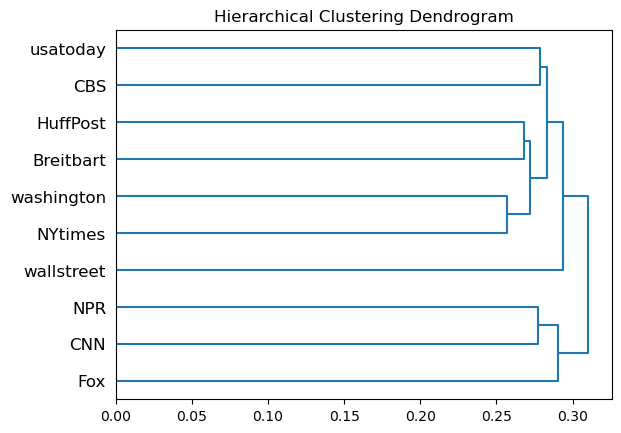 Hierarchical Clustering Dendrogram
usatoday
CBS
HuffPost
Breitbart
washington
NYtimes
wallstreet
NPR
CNN
Fox
0.00 0.05 0.10 0.15 0.20 0.25 0.30